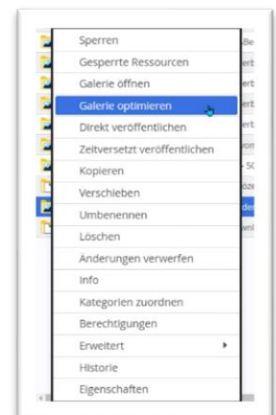 Sperren
Gesperrte Ressourcen
Galerie öffnen
Galerie optimieren
Direkt veröffentlichen
Zeitversetzt veröffentlichen
Kopieren
Verschieben
Umbenennen
Löschen
Änderungen verwerfen
Info
Kategorien zuordnen
Berechtigungen
Erweitert
Historie
Eigenschaften